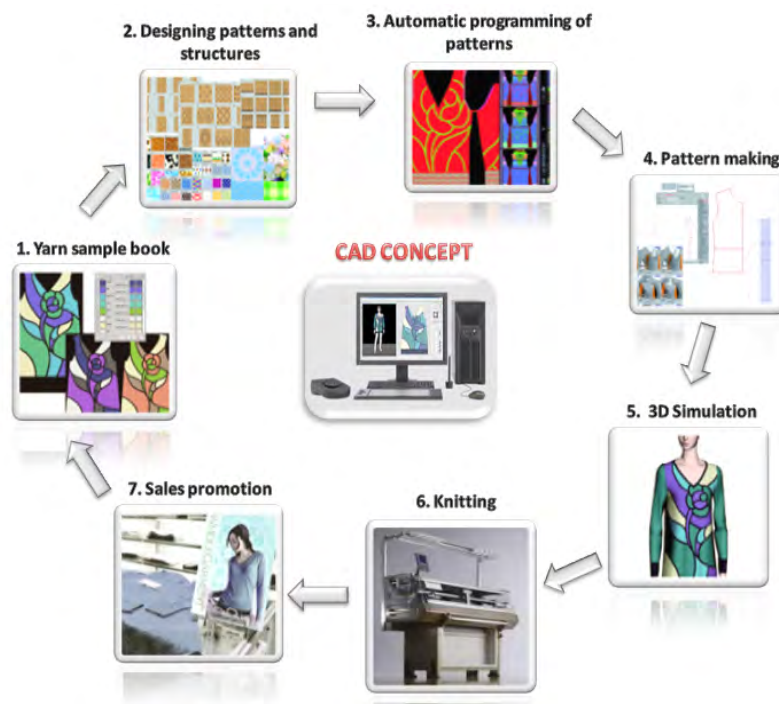 1. Yarn sample book
2. Designing patterns and
structures
3. Automatic programming of
patterns
4. Pattern making
5. 3D Simulation
6. Knitting
7. Sales promotion
CAD CONCEPT